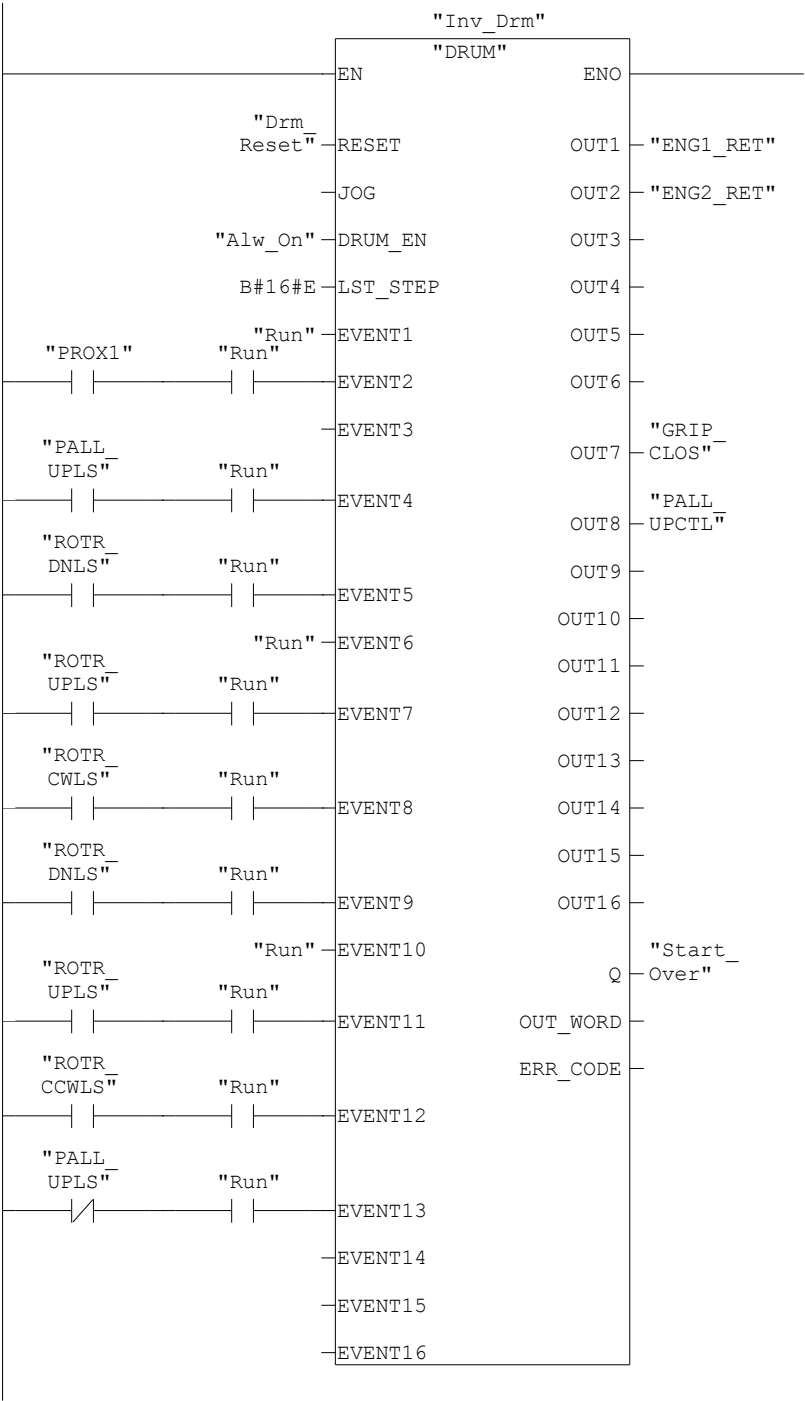 "Inv_Drm"
"DRUM"
EN ENO
"Drm_
Reset" RESET OUT1 "ENG1_RET"
JOG OUT2 "ENG2_RET"
"Alw_On" DRUM_EN OUT3
B#16#E LST_STEP OUT4
"Run" EVENT1 OUT5
"PROX1" "Run"
EVENT2 OUT6
EVENT3 "GRIP_
OUT7 CLOS"
"PALL_
UPLS" "Run"
EVENT4 "PALL_
OUT8 UPCTL"
"ROTR_
DNLS" "Run" OUT9
EVENT5
OUT10
"Run" EVENT6
"ROTR_ OUT11
UPLS" "Run"
EVENT7 OUT12
"ROTR_ OUT13
CWLS" "Run"
EVENT8 OUT14
"ROTR_ OUT15
DNLS" "Run"
EVENT9 OUT16
"Run" EVENT10 "Start_
"ROTR_ Q Over"
UPLS" "Run"
EVENT11 OUT_WORD
"ROTR_ ERR_CODE
CCWLS" "Run"
EVENT12
"PALL_
UPLS" "Run"
EVENT13
EVENT14
EVENT15
EVENT16